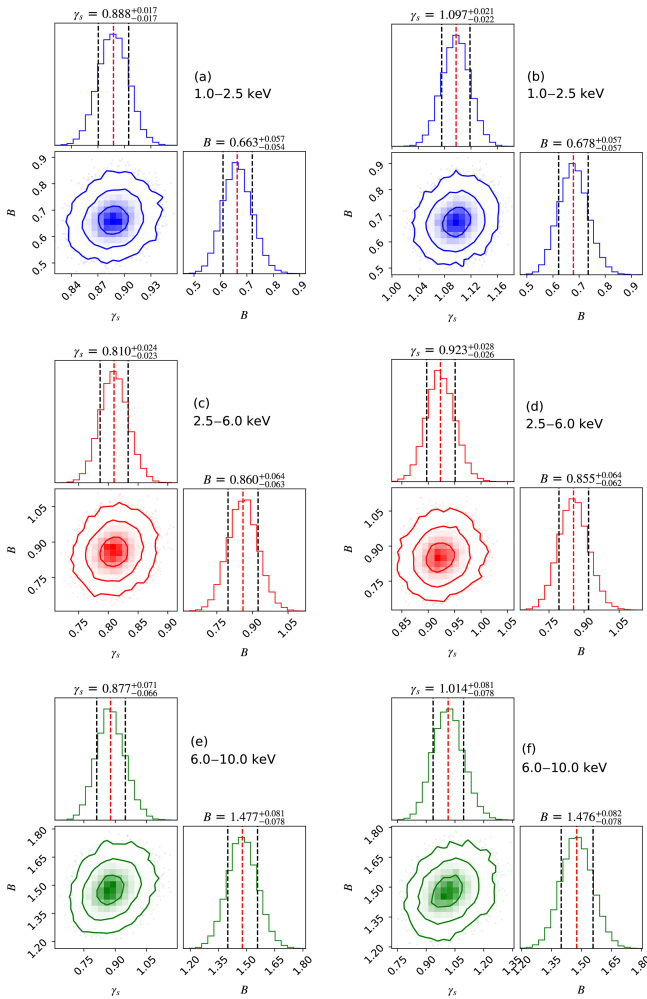 γs = 0.888+0.017−0.017
(a)
1.0−2.5 keV
B = 0.663+0.057−0.054
0.9
0.8
0.7
0.6
0.5
B
0.84
0.87
0.90
0.93
γs
0.5
0.6
0.7
0.8
0.9
B
γs = 1.097+0.021−0.022
(b)
1.0−2.5 keV
B = 0.678+0.057−0.057
0.9
0.8
0.7
0.6
0.5
B
1.00
1.04
1.08
1.12
1.16
γs
0.5
0.6
0.7
0.8
0.9
B
γs = 0.810+0.024−0.023
(c)
2.5−6.0 keV
B = 0.860+0.064−0.063
1.05
0.90
0.75
B
0.75
0.80
0.85
0.90
γs
0.75
0.90
1.05
B
γs = 0.923+0.028−0.026
(d)
2.5−6.0 keV
B = 0.855+0.064−0.062
1.05
0.90
0.75
B
0.85
0.90
0.95
1.00
1.05
γs
0.75
0.90
1.05
B
γs = 0.877+0.071−0.066
(e)
6.0−10.0 keV
B = 1.477+0.081−0.078
1.80
1.65
1.50
1.35
1.20
B
0.75
0.90
1.05
γs
1.20
1.35
1.50
1.65
1.80
B
γs = 1.014+0.081−0.078
(f)
6.0−10.0 keV
B = 1.476+0.082−0.078
1.80
1.65
1.50
1.35
1.20
B
0.75
0.90
1.05
1.20
γs
1.35
1.50
1.65
1.80
B